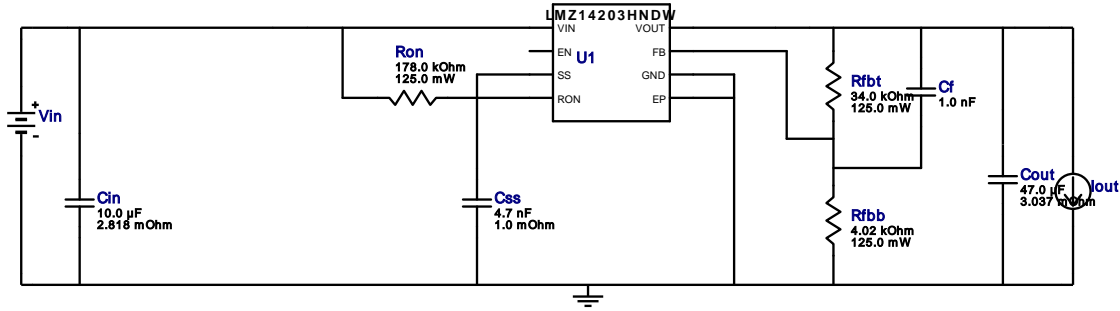 LMZ14203HNDW
VIN
VOUT
EN
FB
U1
SS
GND
RON
EP
Ron
178.0 kOhm
125.0 mW
Rfbt
34.0 kOhm
125.0 mW
Cf
1.0 nF
+
Vin
-
Cin
10.0 µF
2.818 mOhm
Css
4.7 nF
1.0 mOhm
Rfbb
4.02 kOhm
125.0 mW
Cout
47.0 µF
3.037 mOhm
Iout